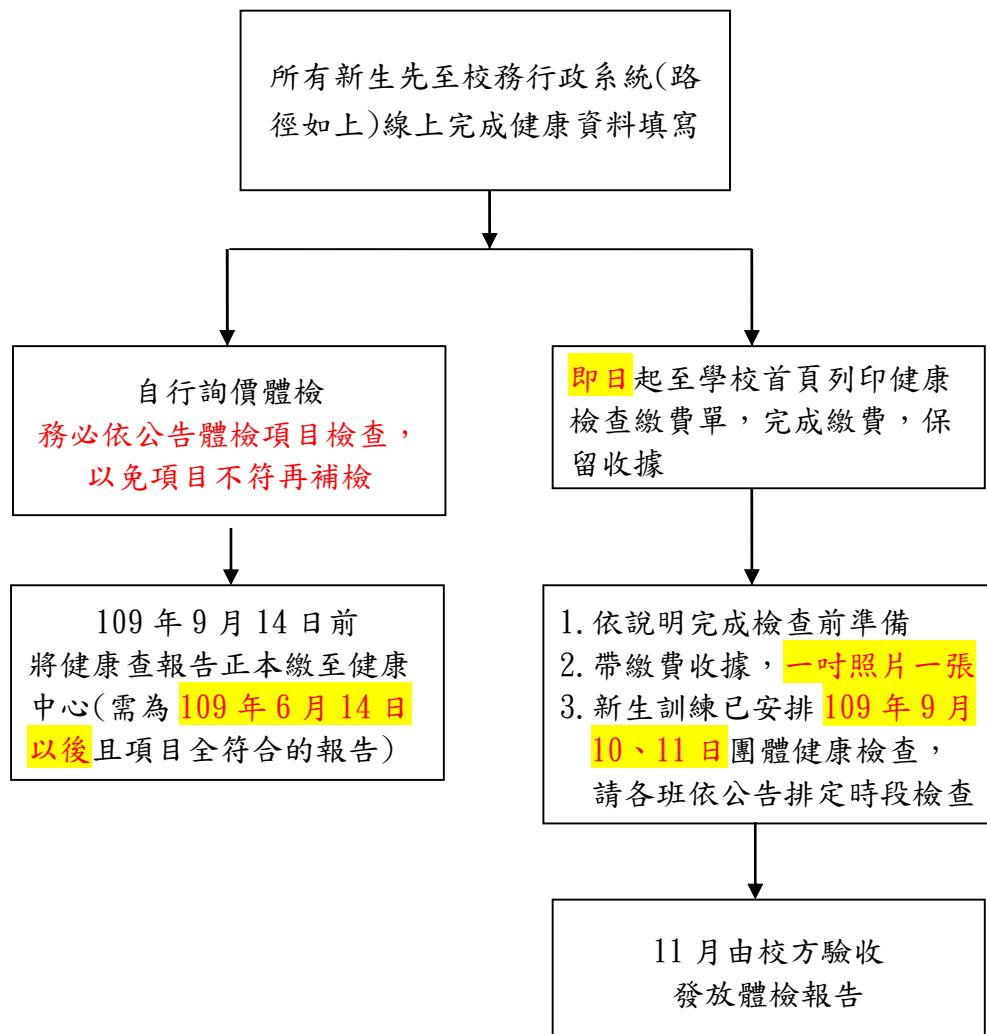 所有新生先至校務行政系統(路
徑如上)線上完成健康資料填寫
自行詢價體檢
務必依公告體檢項目檢查，
以免項目不符再補檢
109 年 9 月 14 日前
將健康查報告正本繳至健康
中心(需為 109 年 6 月 14 日
以後且項目全符合的報告)
即日起至學校首頁列印健康
檢查繳費單，完成繳費，保
留收據
1. 依說明完成檢查前準備
2. 帶繳費收據，一吋照片一張
3. 新生訓練已安排 109 年 9 月
10、11 日團體健康檢查，
請各班依公告排定時段檢查
11 月由校方驗收
發放體檢報告